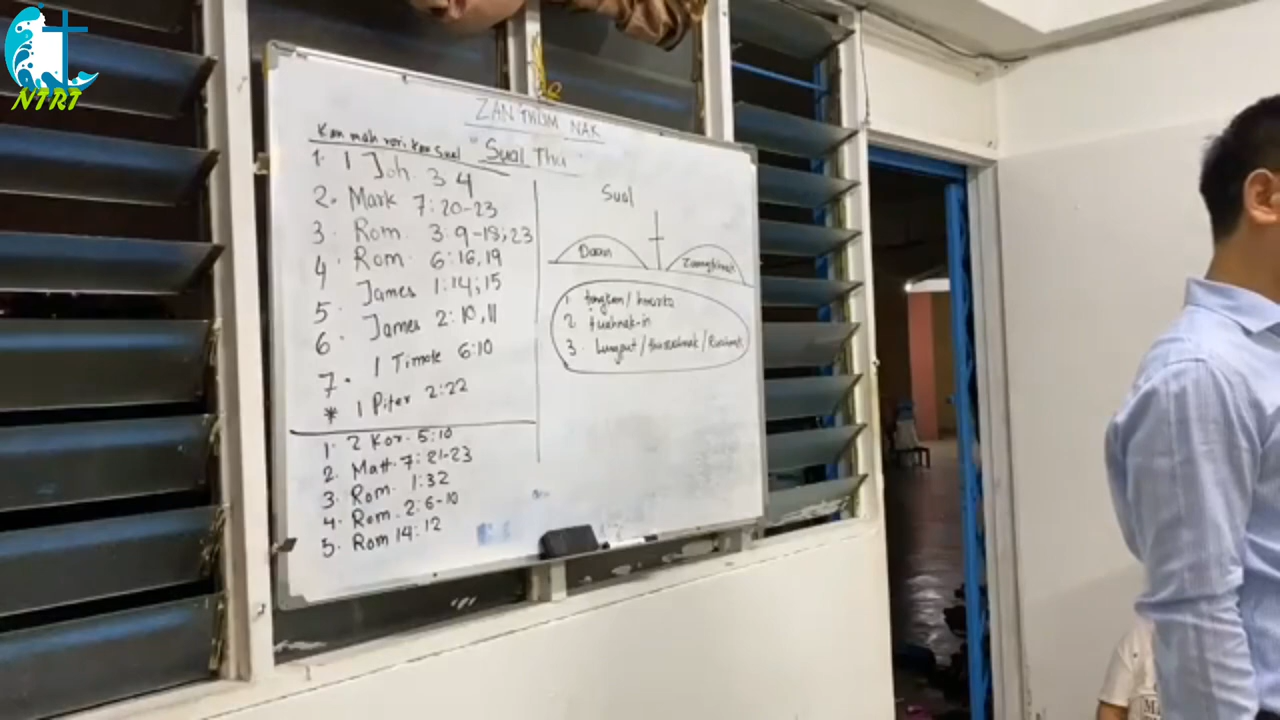 NTRT
ZAN THUM NAK
"Sual Thu"
Kan mah rori. Kan Sual
1. 1 Joh 3 4
2. Mark 7:20-23
3. Rom. 3:9-18;23
4. Rom. 6:16,19
5. James 1:14;15
6. James 2:10,11
7. 1 Timote 6:10
* 1 Piter 2:22
1. 2 Kor. 5:10
2. Matt. 7:21-23
3. Rom. 1:32
4. Rom. 2:6-10
5. Rom 14:12
Sual
Daan
1.
2. tuahnak-in
3.